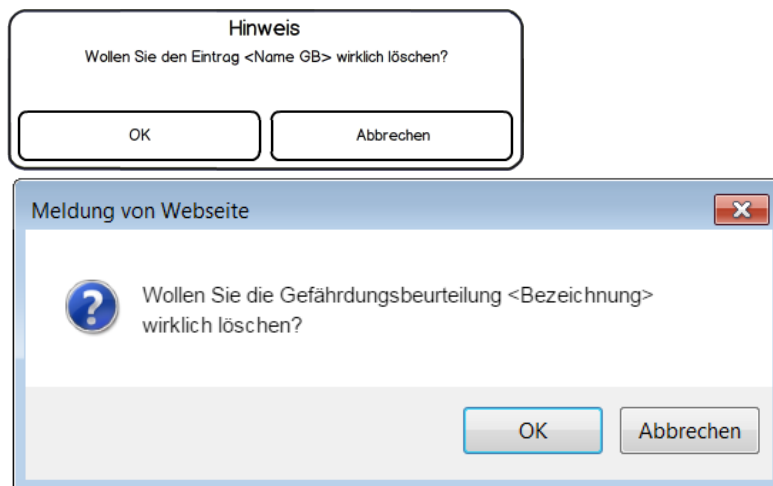 Hinweis
Wollen Sie den Eintrag <Name GB> wirklich löschen?
OK
Abbrechen
Meldung von Webseite
Wollen Sie die Gefährdungsbeurteilung <Bezeichnung>
wirklich löschen?
OK
Abbrechen